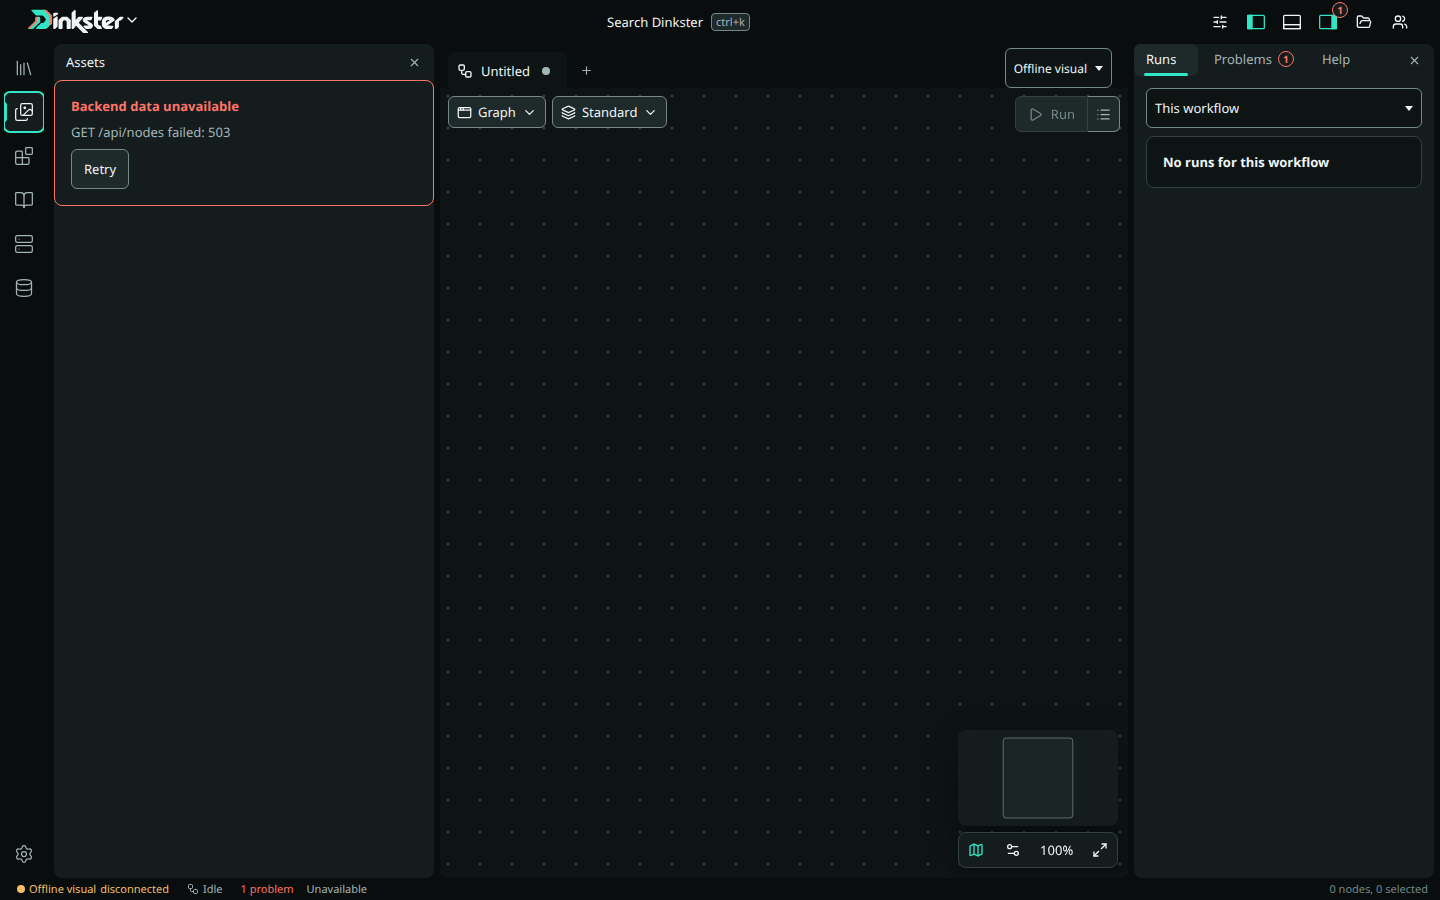 Dinkster
Search Dinkster ctrl+k
1
Assets
Backend data unavailable
GET /api/nodes failed: 503
Retry
Untitled
Offline visual
Graph
Standard
Run
100%
Runs
Problems 1
Help
This workflow
No runs for this workflow
Offline visual disconnected
Idle
1 problem
Unavailable
0 nodes, 0 selected